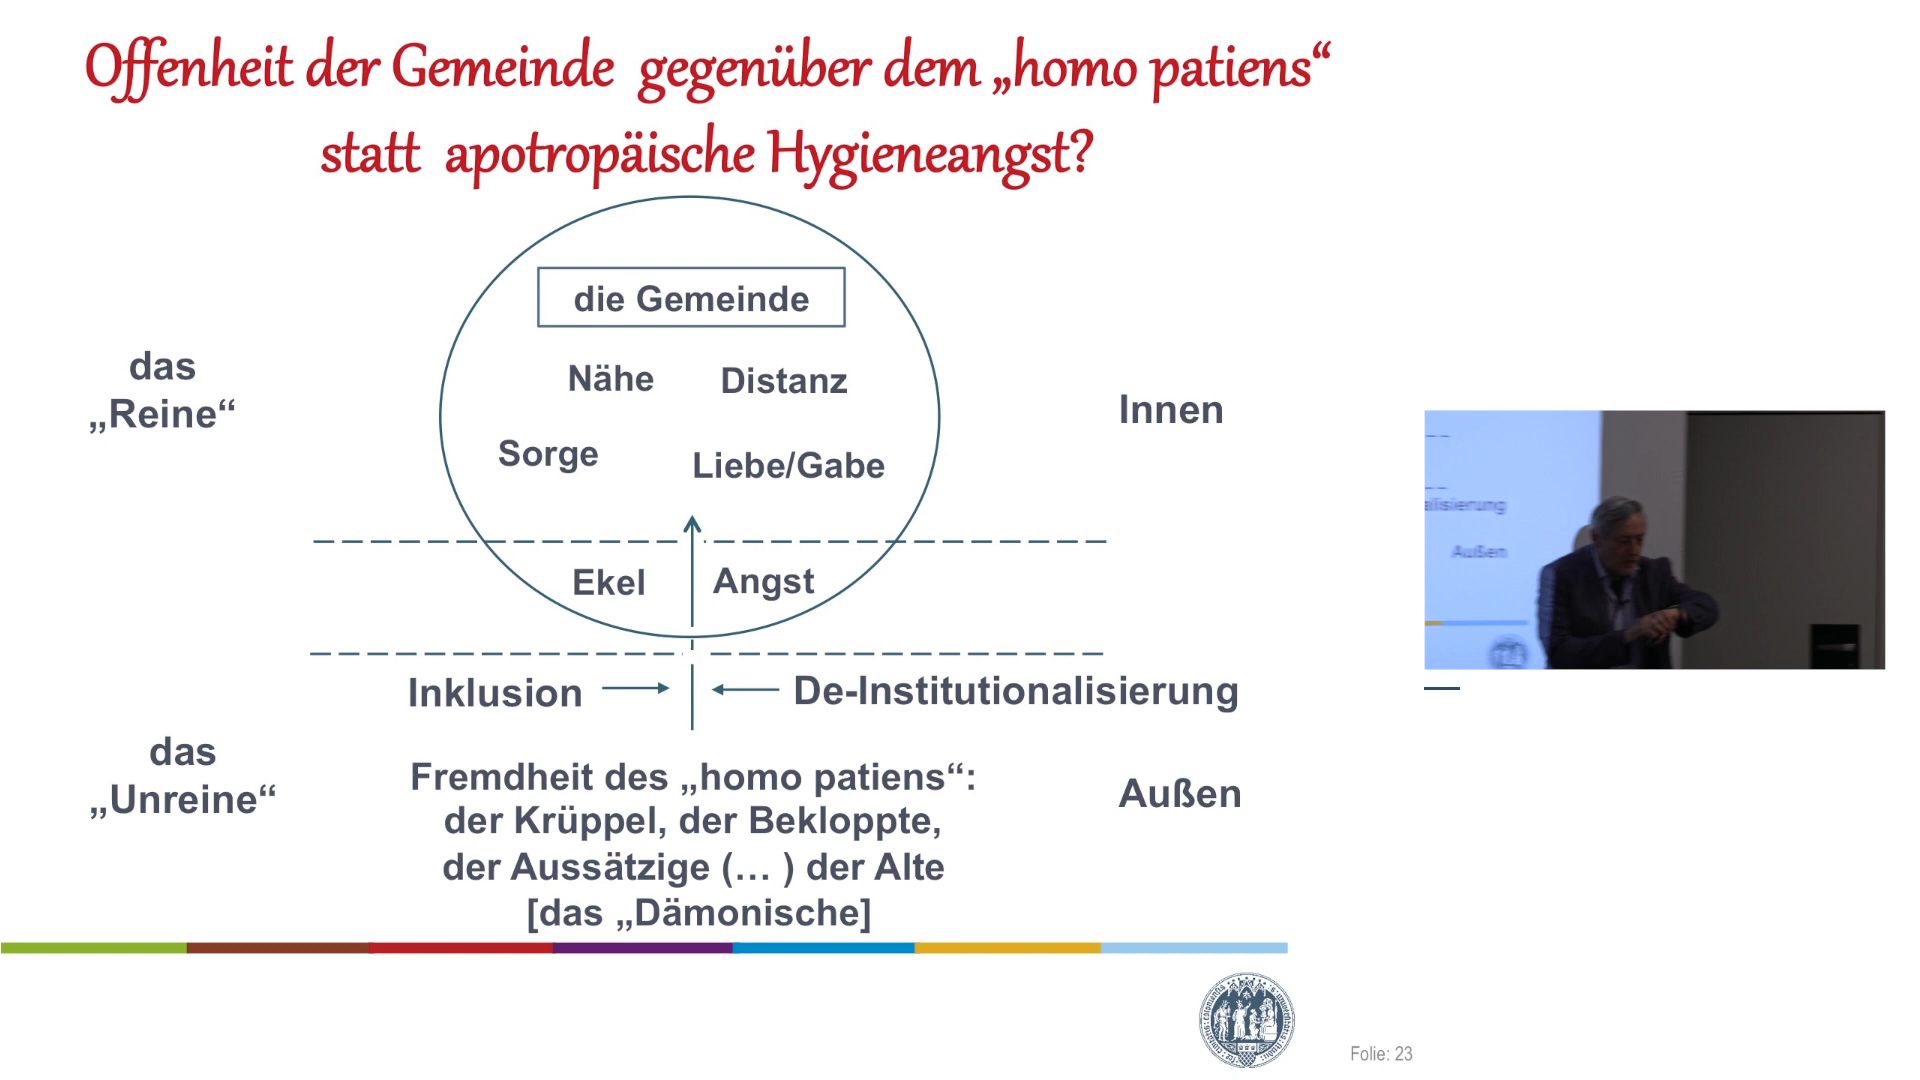 Offenheit der Gemeinde gegenüber dem „homo patiens“
statt apotropäische Hygieneangst?
die Gemeinde
Nähe Distanz
Sorge Liebe/Gabe
das
„Reine“
Innen
Ekel Angst
Inklusion De-Institutionalisierung
das
„Unreine“
Fremdheit des „homo patiens“:
der Krüppel, der Bekloppte,
der Aussätzige (... ) der Alte
[das „Dämonische]
Außen
alisierung
Außen
Folie: 23